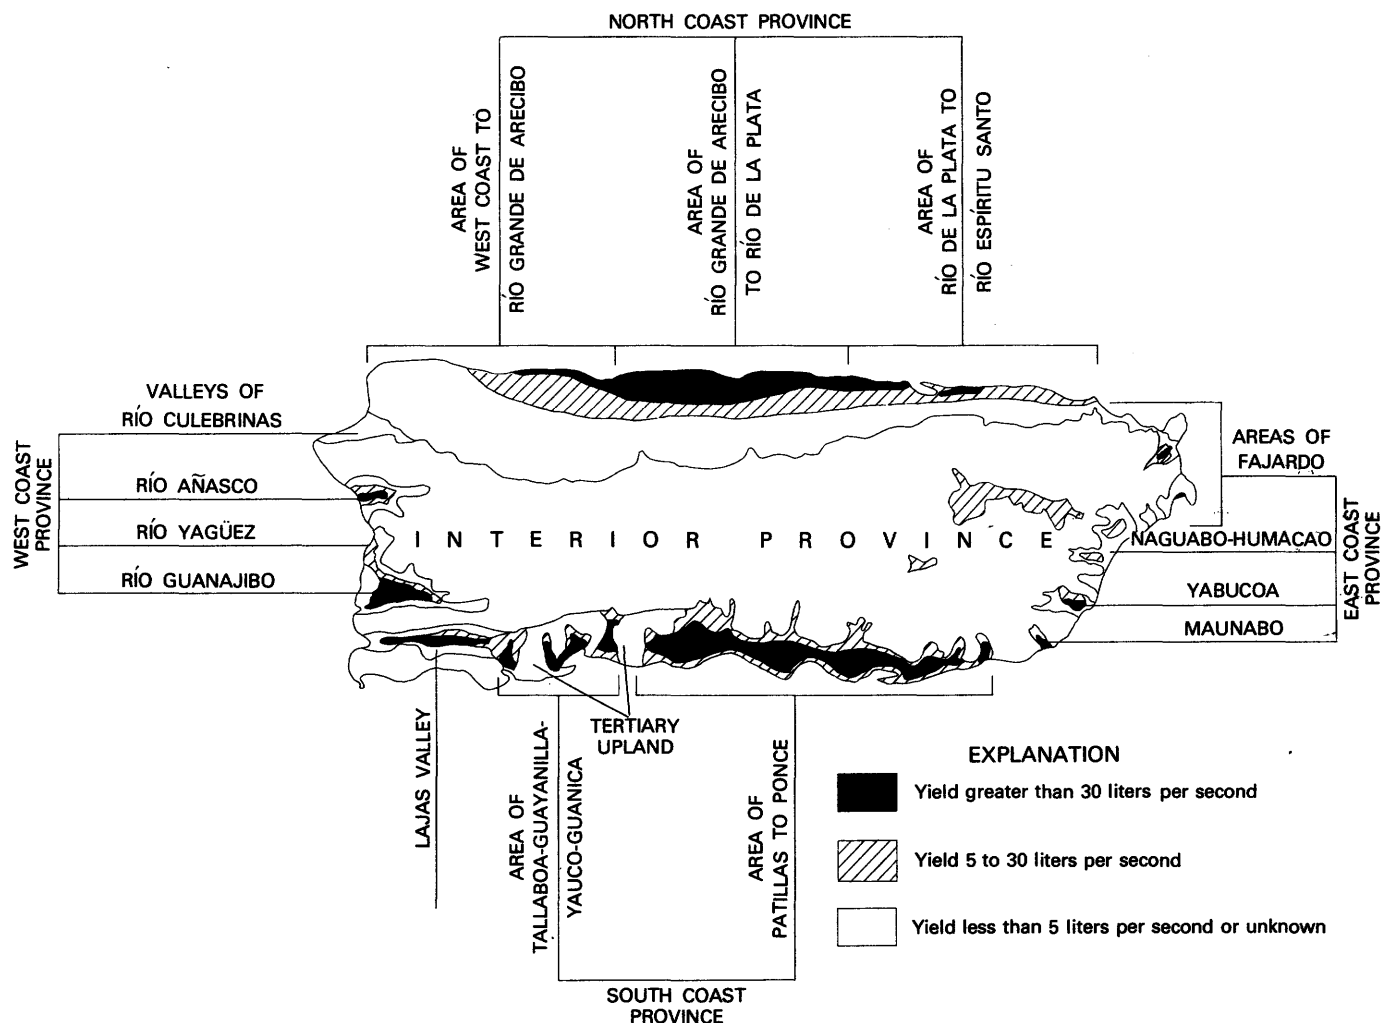 NORTH COAST PROVINCE
AREA OF
WEST COAST TO
RÍO GRANDE DE ARECIBO
AREA OF
RÍO GRANDE DE ARECIBO
TO RÍO DE LA PLATA
AREA OF
RÍO DE LA PLATA TO
RÍO ESPÍRITU SANTO
WEST COAST
PROVINCE
VALLEYS OF
RÍO CULEBRINAS
RÍO AÑASCO
RÍO YAGÜEZ
RÍO GUANAJIBO
INTERIOR PROVINCE
AREAS OF
FAJARDO
NAGUABO-HUMACAO
YABUCOA
MAUNABO
EAST COAST
PROVINCE
LAJAS VALLEY
AREA OF
TALLABOA-GUAYANILLA-
YAUCO-GUANICA
TERTIARY
UPLAND
AREA OF
PATILLAS TO PONCE
SOUTH COAST
PROVINCE
EXPLANATION
Yield greater than 30 liters per second
Yield 5 to 30 liters per second
Yield less than 5 liters per second or unknown